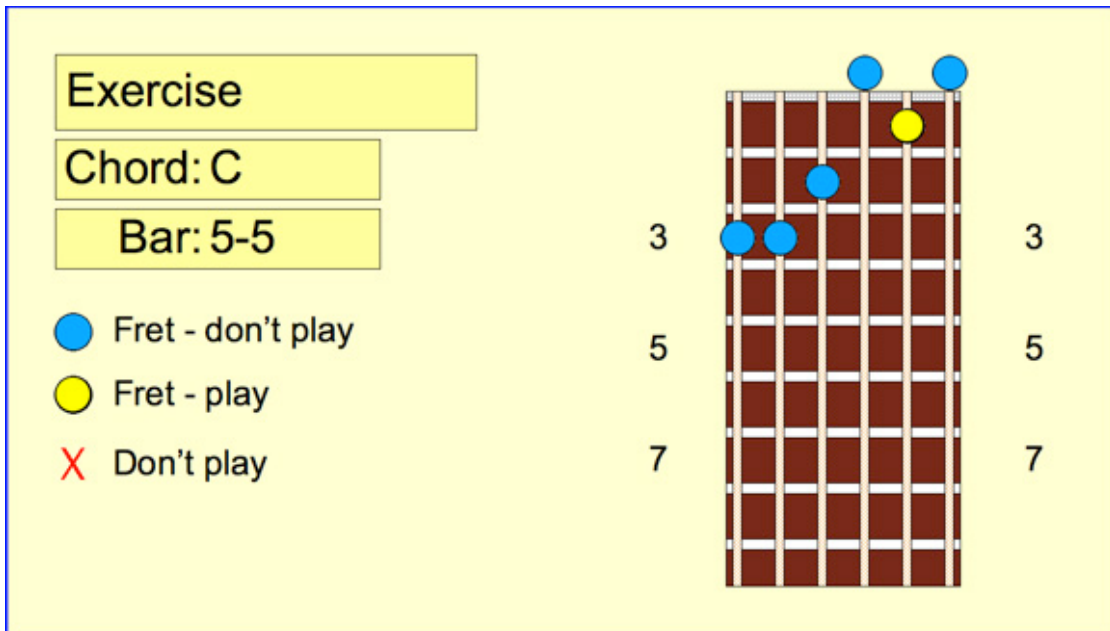 Exercise
Chord: C
Bar: 5-5
Fret - don't play
Fret - play
X Don't play
3 3
5 5
7 7